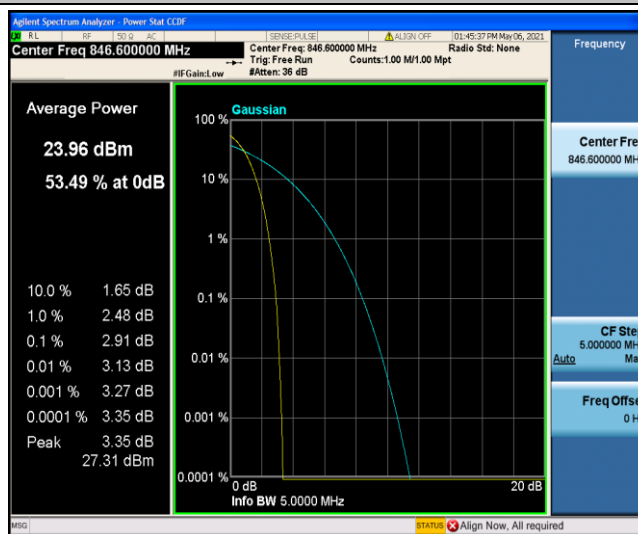 Agilent Spectrum Analyzer - Power Stat CCDF
RL RF 50 Ω AC SENSE:PULSE ALIGN OFF 01:45:37 PM May 06, 2021
Center Freq 846.600000 MHz
Center Freq: 846.600000 MHz Radio Std: None
Trig: Free Run Counts:1.00 M/1.00 Mpt
#IFGain:Low #Atten: 36 dB
Frequency
Average Power
23.96 dBm
53.49 % at 0dB
10.0 % 1.65 dB
1.0 % 2.48 dB
0.1 % 2.91 dB
0.01 % 3.13 dB
0.001 % 3.27 dB
0.0001 % 3.35 dB
Peak 3.35 dB
27.31 dBm
Gaussian
100 %
10 %
1 %
0.1 %
0.01 %
0.001 %
0.0001 %
0 dB 20 dB
Info BW 5.0000 MHz
Center Fre
846.600000 MH
CF Ste
5.000000 MH
Auto Ma
Freq Offse
0 H
MSG STATUS Align Now, All required